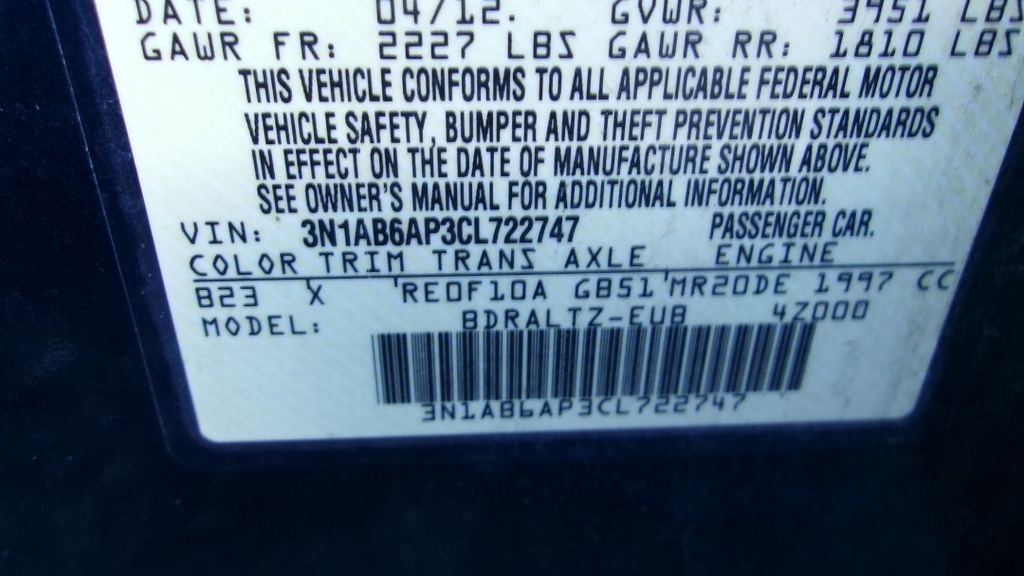 DATE: 04/12. GVWR: 3951 LBS
GAWR FR: 2227 LBS GAWR RR: 1810 LBS
THIS VEHICLE CONFORMS TO ALL APPLICABLE FEDERAL MOTOR
VEHICLE SAFETY, BUMPER AND THEFT PREVENTION STANDARDS
IN EFFECT ON THE DATE OF MANUFACTURE SHOWN ABOVE.
SEE OWNER'S MANUAL FOR ADDITIONAL INFORMATION.
VIN: 3N1AB6AP3CL722747 PASSENGER CAR.
COLOR TRIM TRANS AXLE ENGINE
B23 X RE0F10A GB51 MR20DE 1997 CC
MODEL: BDRALTZ-EUB 4Z000
3N1AB6AP3CL722747